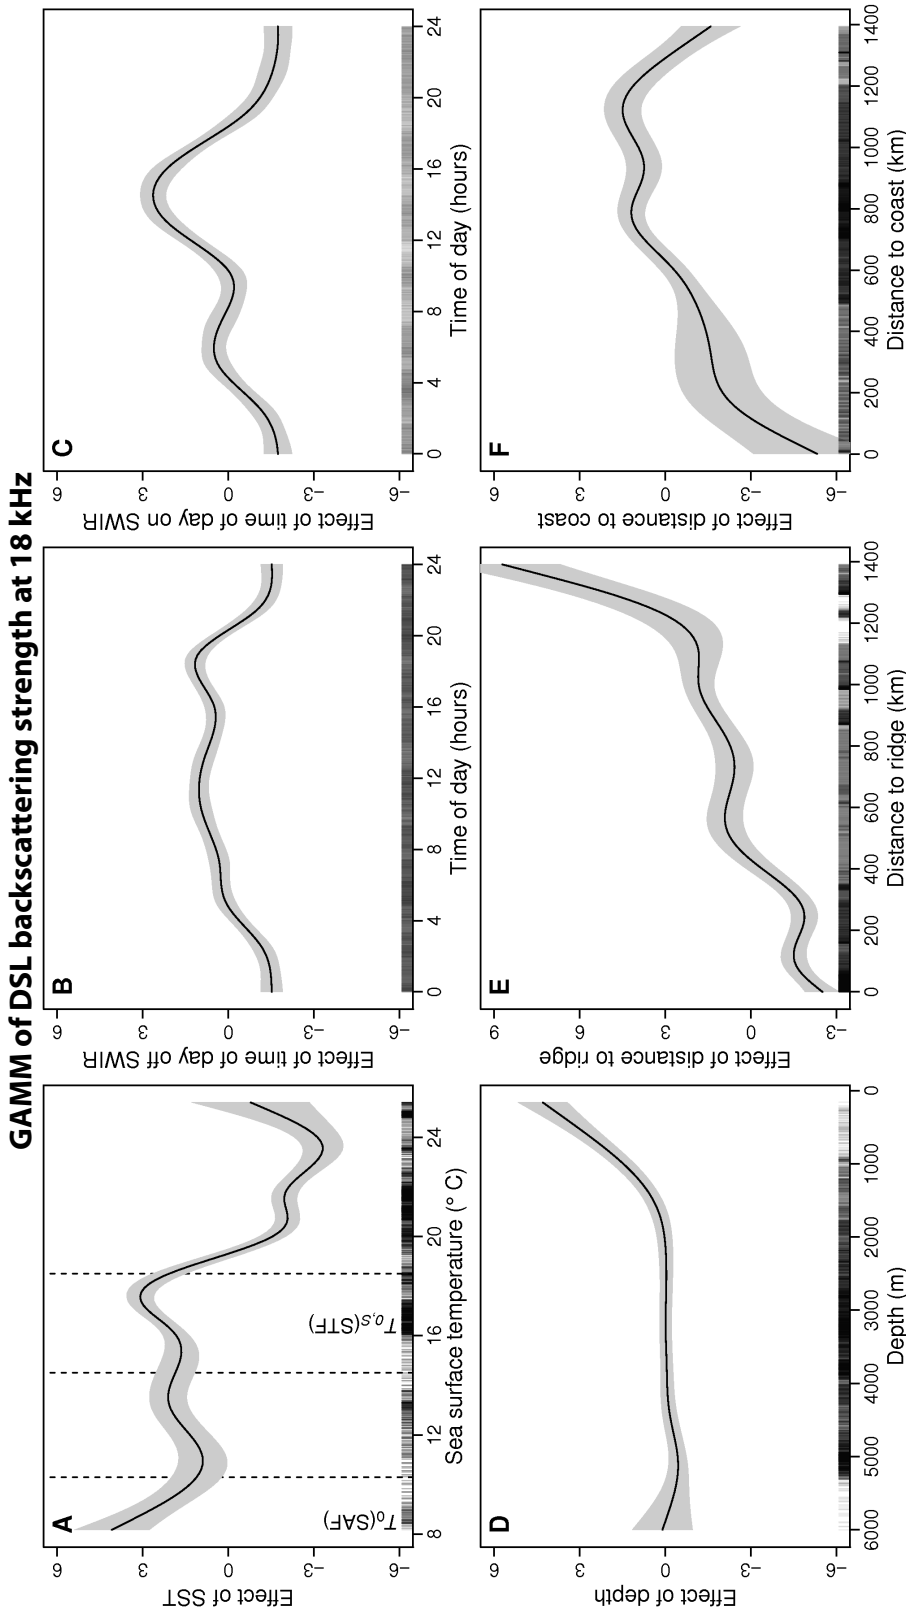 GAMM of DSL backscattering strength at 18 kHz
A
6
3
0
−3
−6
Effect of SST
T0(SAF)
T0,S(STF)
8 12 16 20 24
Sea surface temperature (° C)
B
6
3
0
−3
−6
Effect of time of day off SWIR
0 4 8 12 16 20 24
Time of day (hours)
C
6
3
0
−3
−6
Effect of time of day on SWIR
0 4 8 12 16 20 24
Time of day (hours)
D
6
3
0
−3
−6
Effect of depth
6000 5000 4000 3000 2000 1000 0
Depth (m)
E
9
6
3
0
−3
Effect of distance to ridge
0 200 400 600 800 1000 1200 1400
Distance to ridge (km)
F
6
3
0
−3
−6
Effect of distance to coast
0 200 400 600 800 1000 1200 1400
Distance to coast (km)